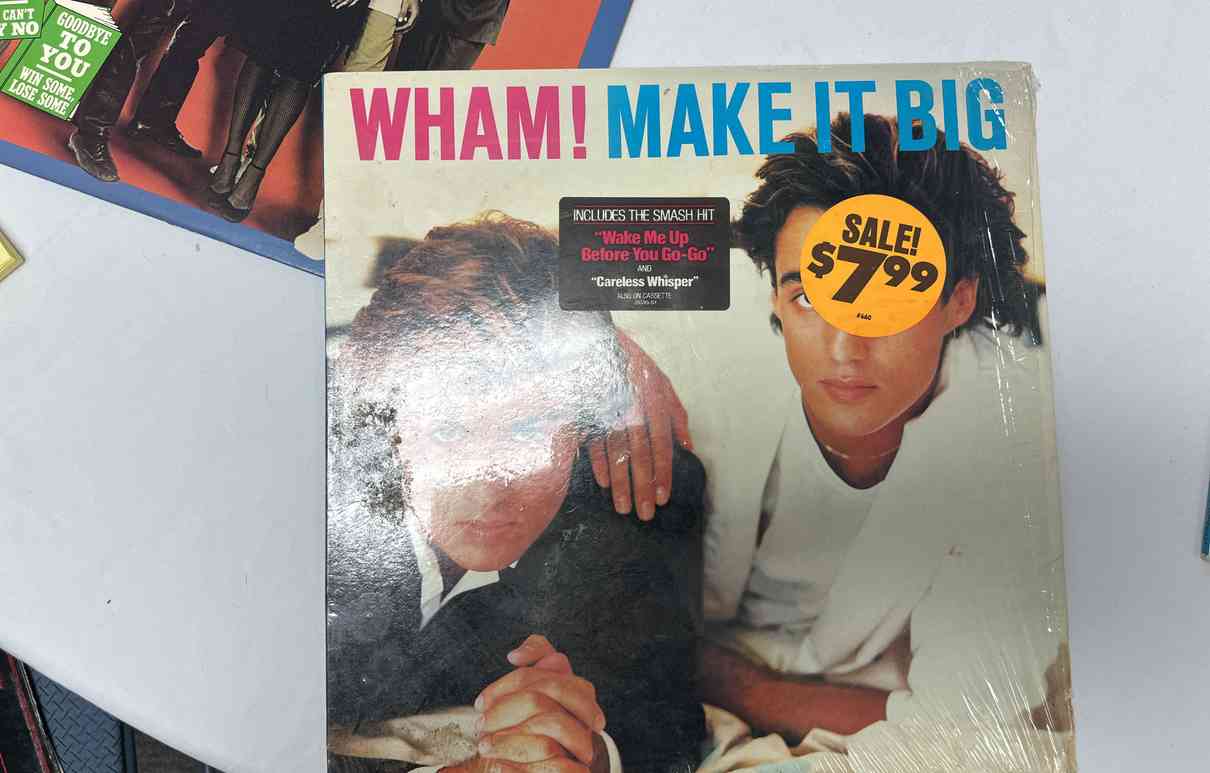 CAN'T
Y NO
GOODBYE
TO
YOU
WIN SOME,
LOSE SOME
WHAM! MAKE IT BIG
INCLUDES THE SMASH HIT
"Wake Me Up
Before You Go-Go"
AND
"Careless Whisper"
ALSO ON CASSETTE
SALE!
$7.99
#660